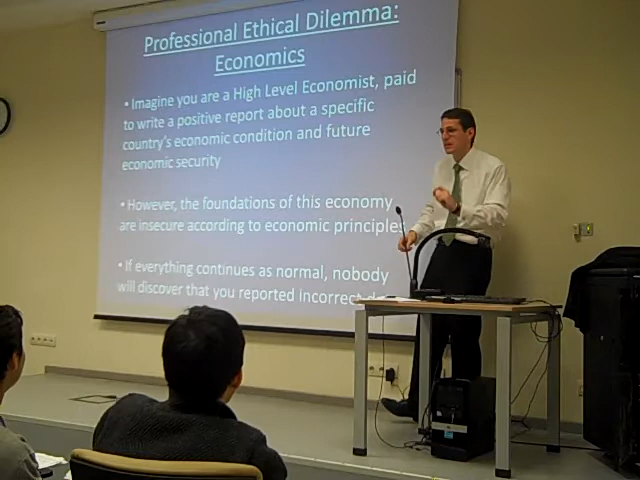 Professional Ethical Dilemma:
Economics
• Imagine you are a High Level Economist, paid
to write a positive report about a specific
country's economic condition and future
economic security
• However, the foundations of this economy
are insecure according to economic principle
• If everything continues as normal, nobody
will discover that you reported incorrect